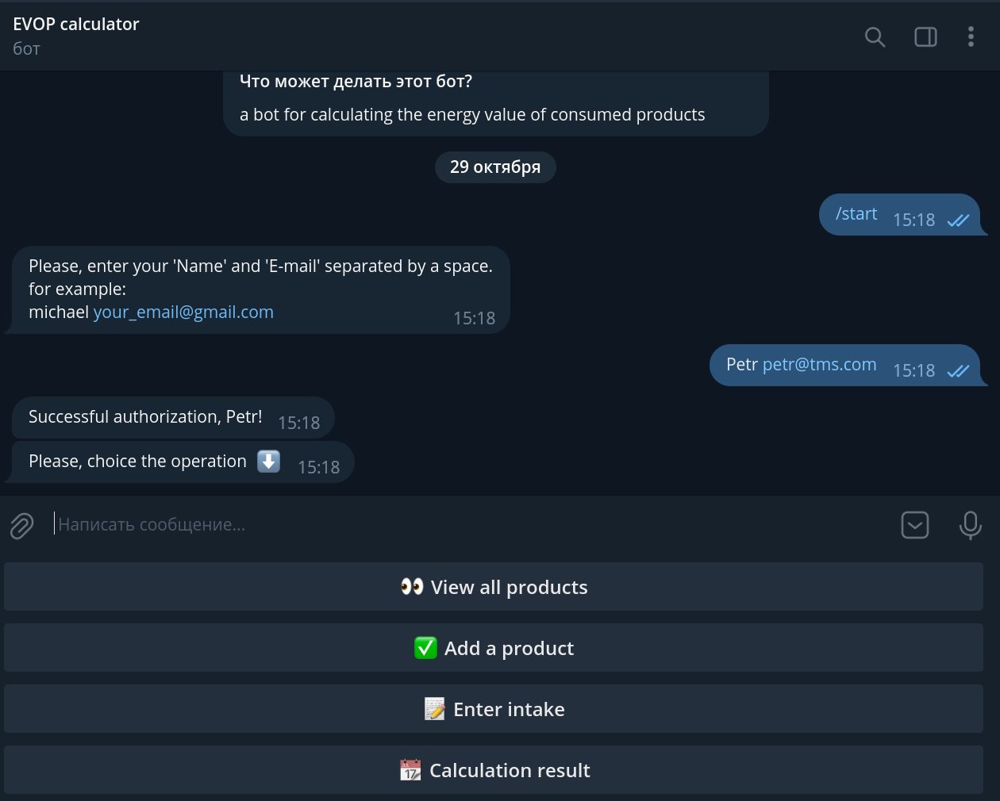 EVOP calculator
бот
Что может делать этот бот?
a bot for calculating the energy value of consumed products
29 октября
/start 15:18
Please, enter your 'Name' and 'E-mail' separated by a space.
for example:
michael your_email@gmail.com 15:18
Petr petr@tms.com 15:18
Successful authorization, Petr! 15:18
Please, choice the operation ⬇️ 15:18
Написать сообщение...
👀 View all products
✅ Add a product
📝 Enter intake
📆 Calculation result